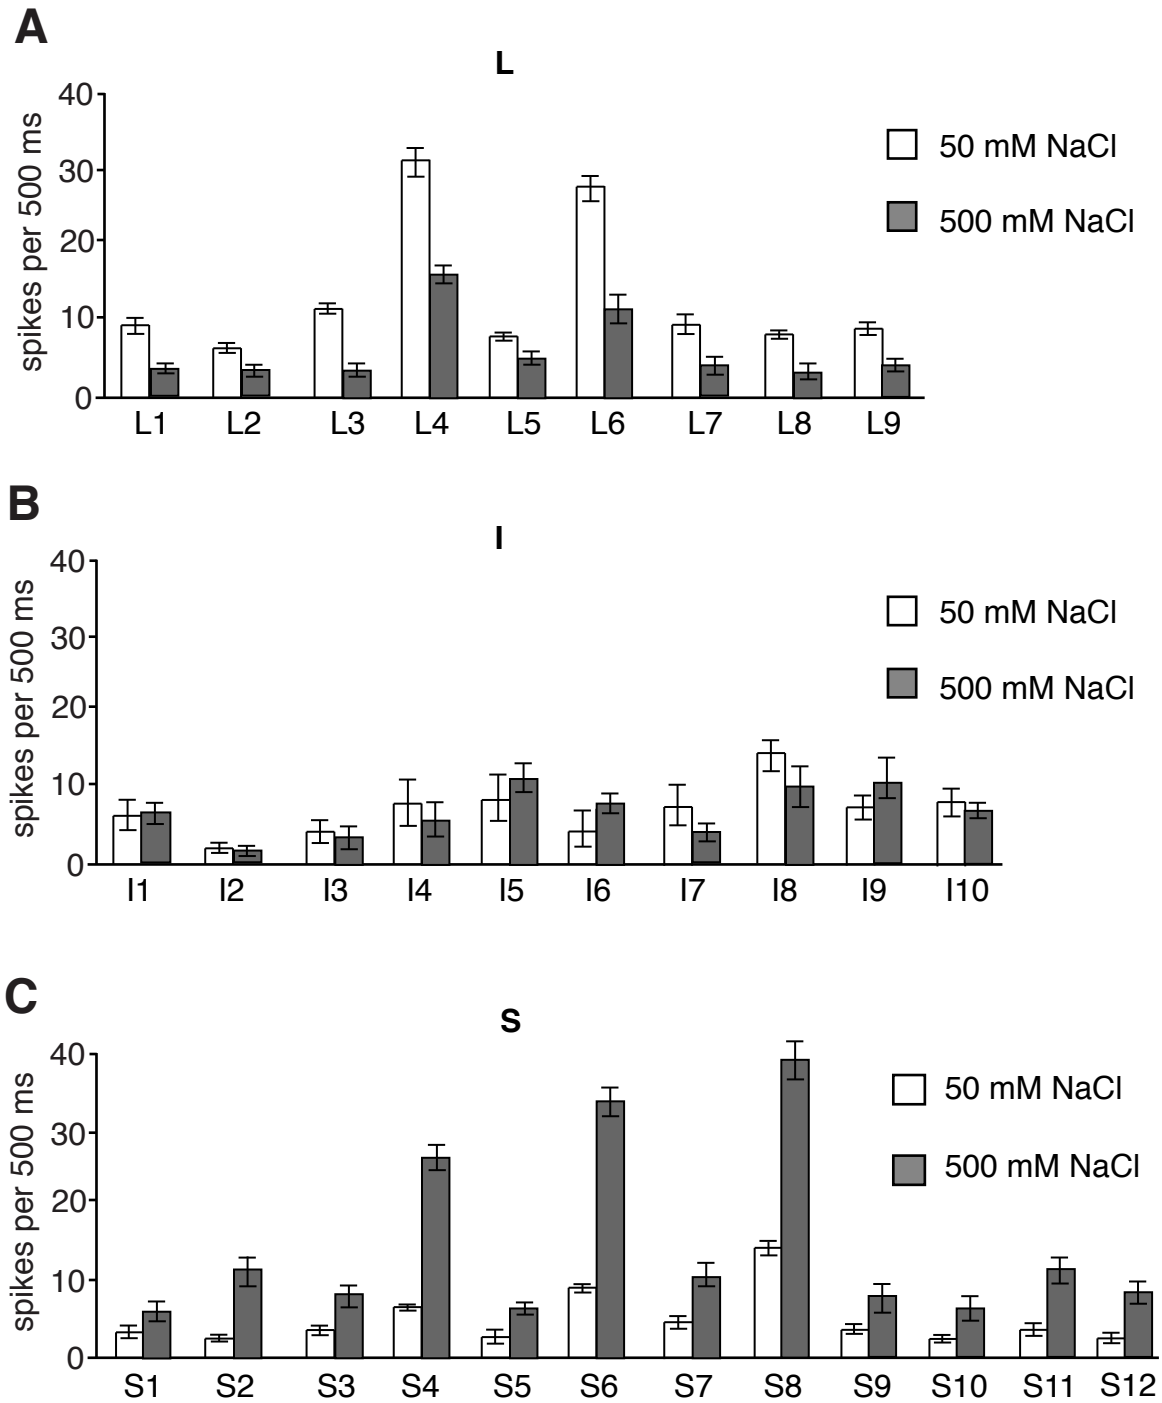 A
L
40
30
20
10
0
spikes per 500 ms
50 mM NaCl
500 mM NaCl
L1 L2 L3 L4 L5 L6 L7 L8 L9
B
I
40
30
20
10
0
spikes per 500 ms
50 mM NaCl
500 mM NaCl
I1 I2 I3 I4 I5 I6 I7 I8 I9 I10
C
S
40
30
20
10
0
spikes per 500 ms
50 mM NaCl
500 mM NaCl
S1 S2 S3 S4 S5 S6 S7 S8 S9 S10 S11 S12